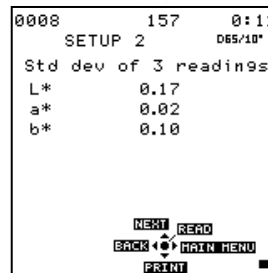 0008 157 0:1
SETUP 2 D65/10°
Std dev of 3 readings
L* 0.17
a* 0.02
b* 0.10
NEXT READ
BACK MAIN MENU
PRINT